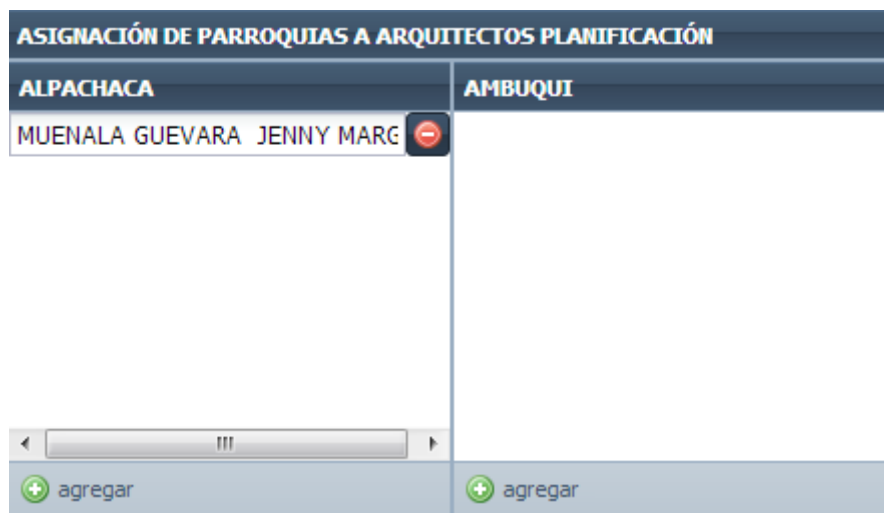 ASIGNACIÓN DE PARROQUIAS A ARQUITECTOS PLANIFICACIÓN
ALPACHACA
AMBUQUI
MUENALA GUEVARA JENNY MARG
agregar
agregar